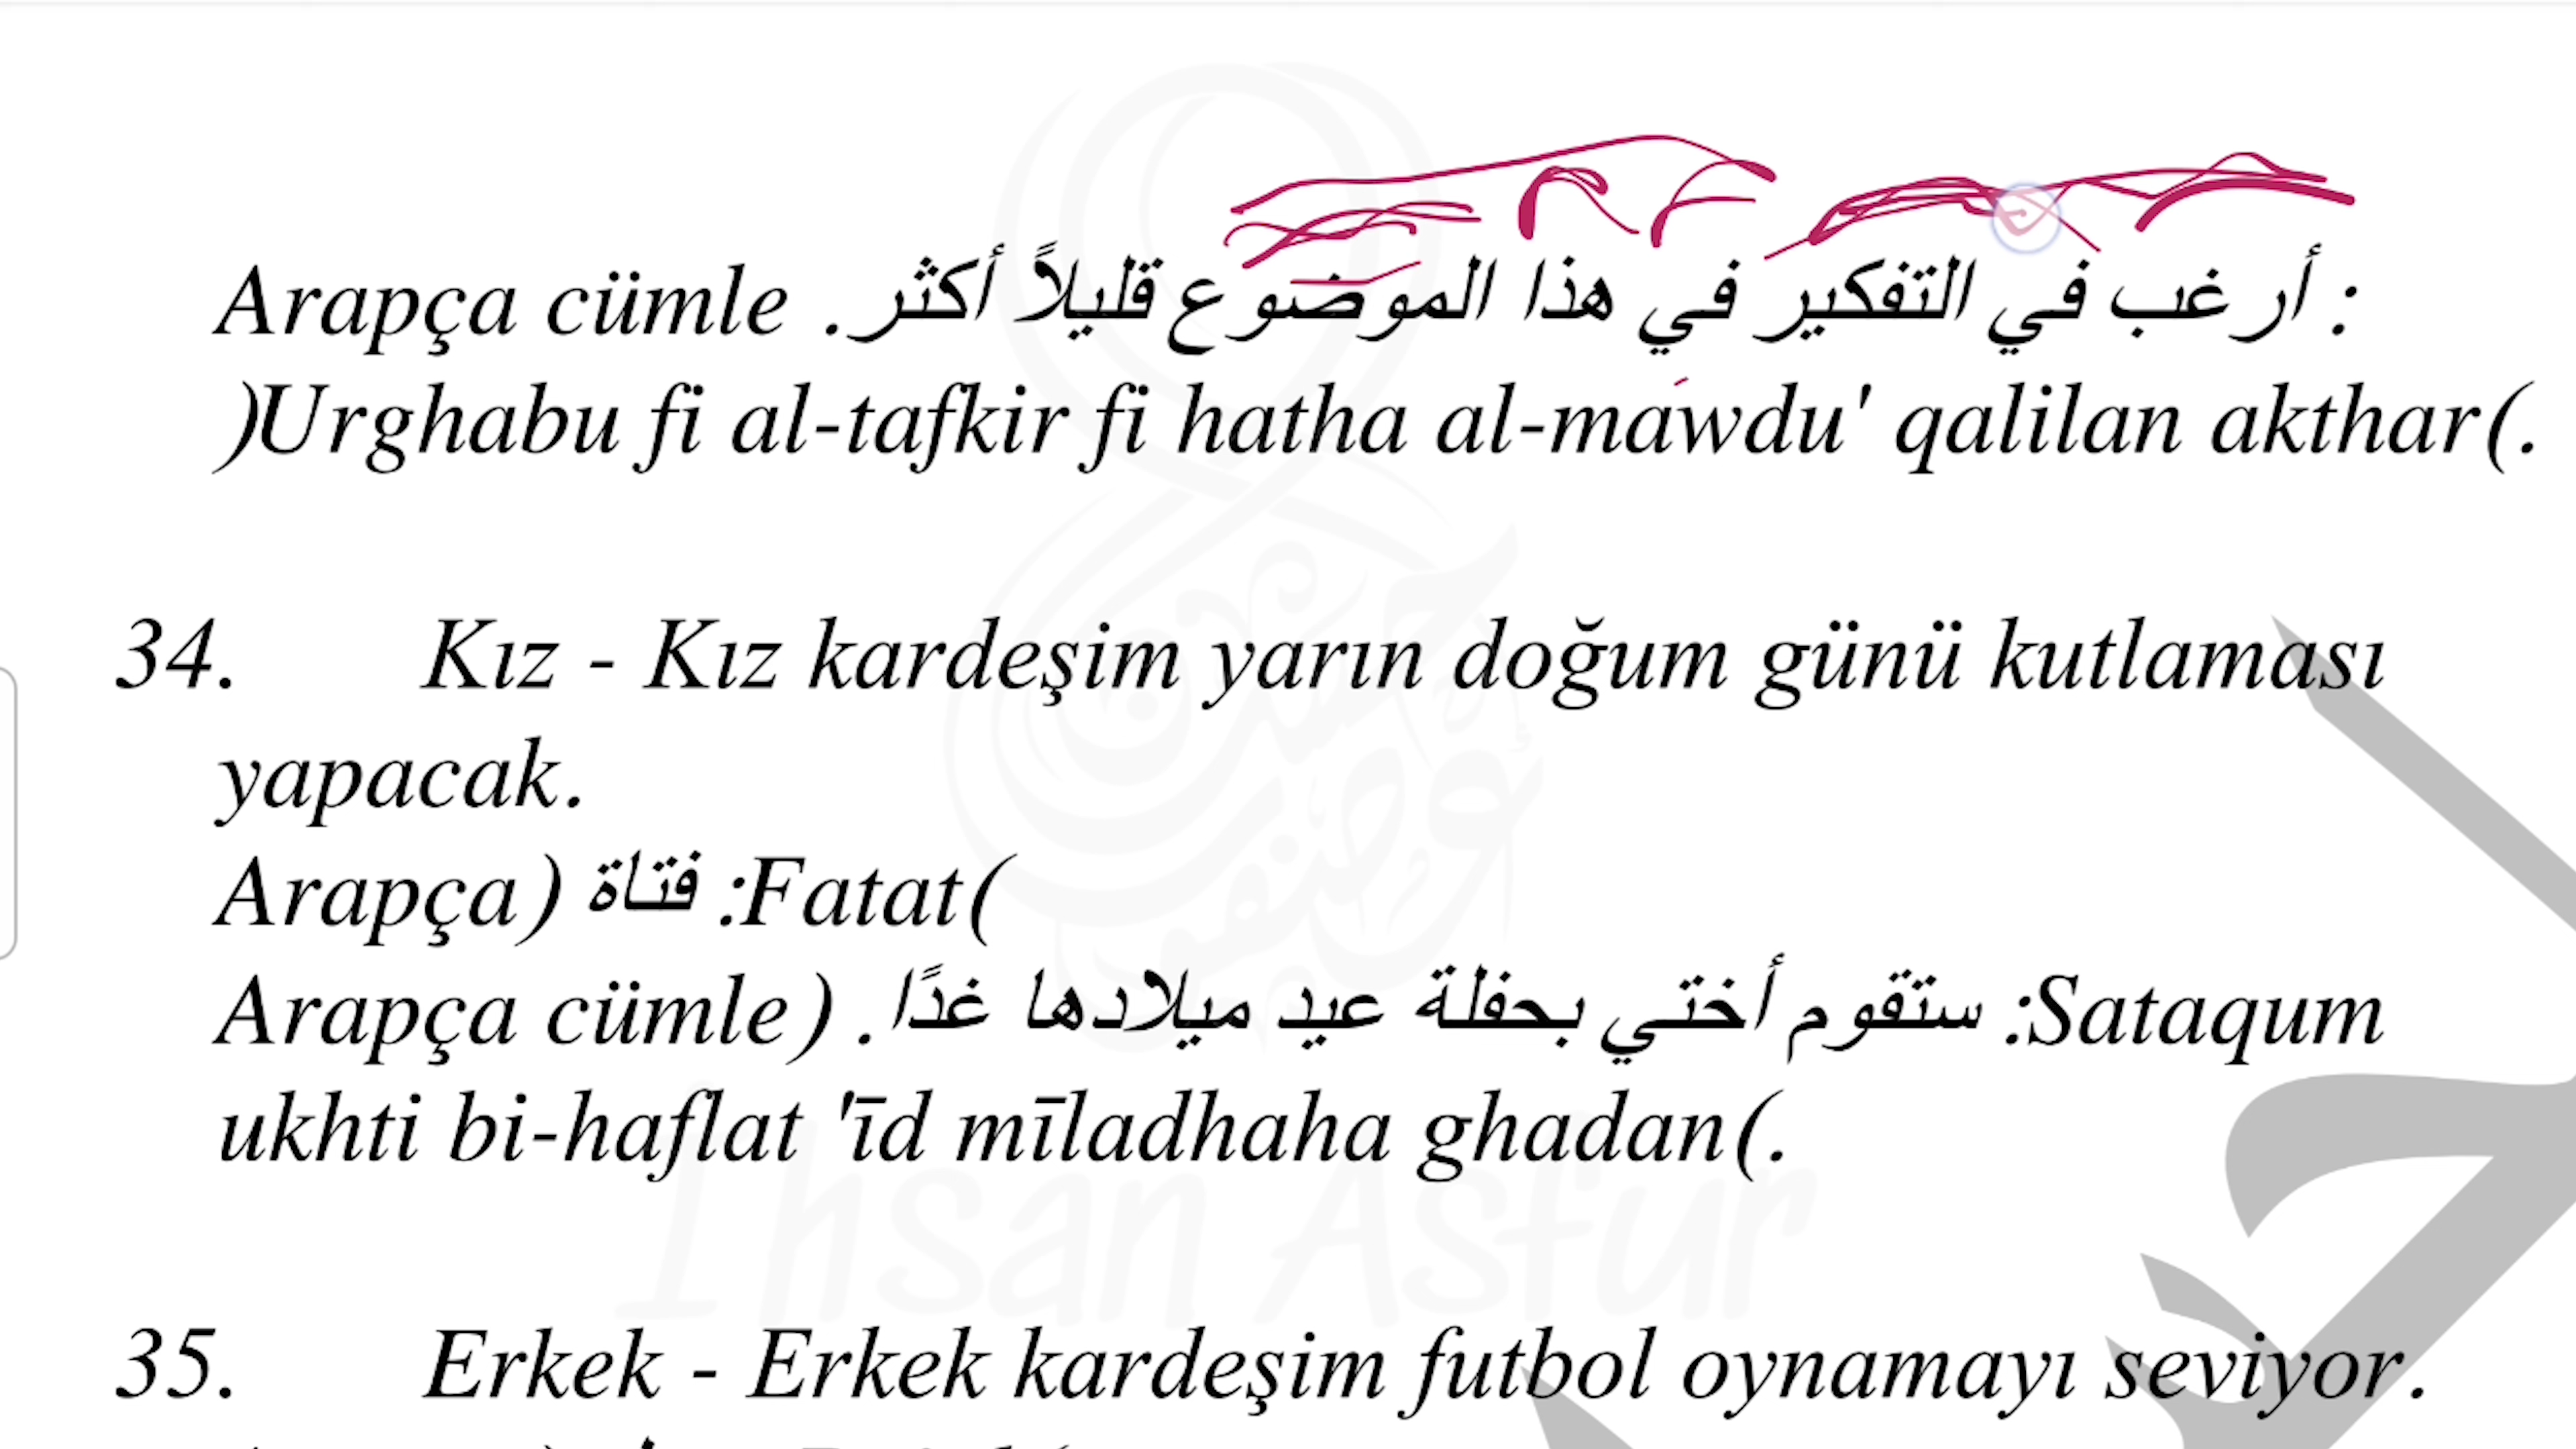 Arapça cümle .أرغب في التفكير في هذا الموضوع قليلاً أكثر :
)Urghabu fi al-tafkir fi hatha al-mawdu' qalilan akthar(.
34. Kız - Kız kardeşim yarın doğum günü kutlaması
yapacak.
Arapça) فتاة :Fatat(
Arapça cümle) .ستقوم أختي بحفلة عيد ميلادها غدًا :Sataqum
ukhti bi-haflat 'īd mīladhaha ghadan(.
Ihsan Asfur
35. Erkek - Erkek kardeşim futbol oynamayı seviyor.